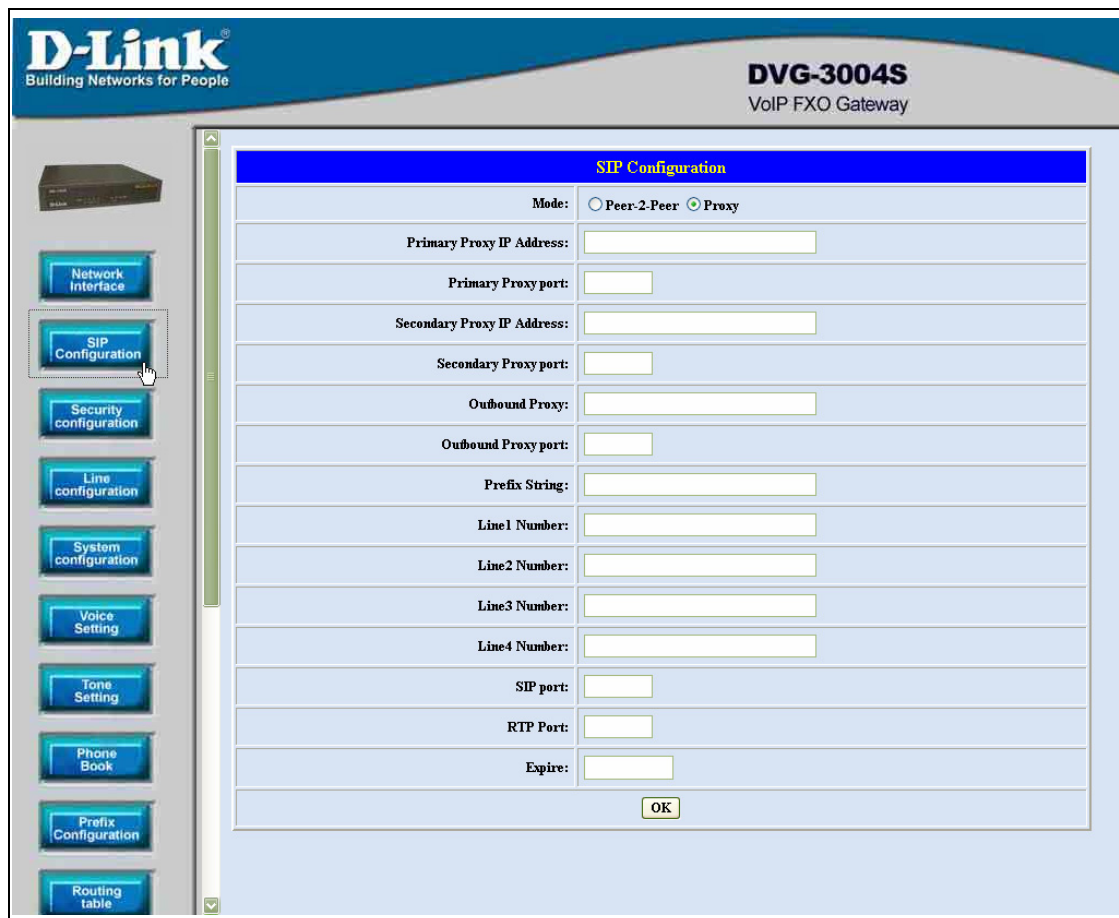 D-Link®
Building Networks for People
DVG-3004S
VoIP FXO Gateway
Network
Interface
SIP
Configuration
Security
configuration
Line
configuration
System
configuration
Voice
Setting
Tone
Setting
Phone
Book
Prefix
Configuration
Routing
table
SIP Configuration
Mode: Peer-2-Peer Proxy
Primary Proxy IP Address:
Primary Proxy port:
Secondary Proxy IP Address:
Secondary Proxy port:
Outbound Proxy:
Outbound Proxy port:
Prefix String:
Line1 Number:
Line2 Number:
Line3 Number:
Line4 Number:
SIP port:
RTP Port:
Expire:
OK